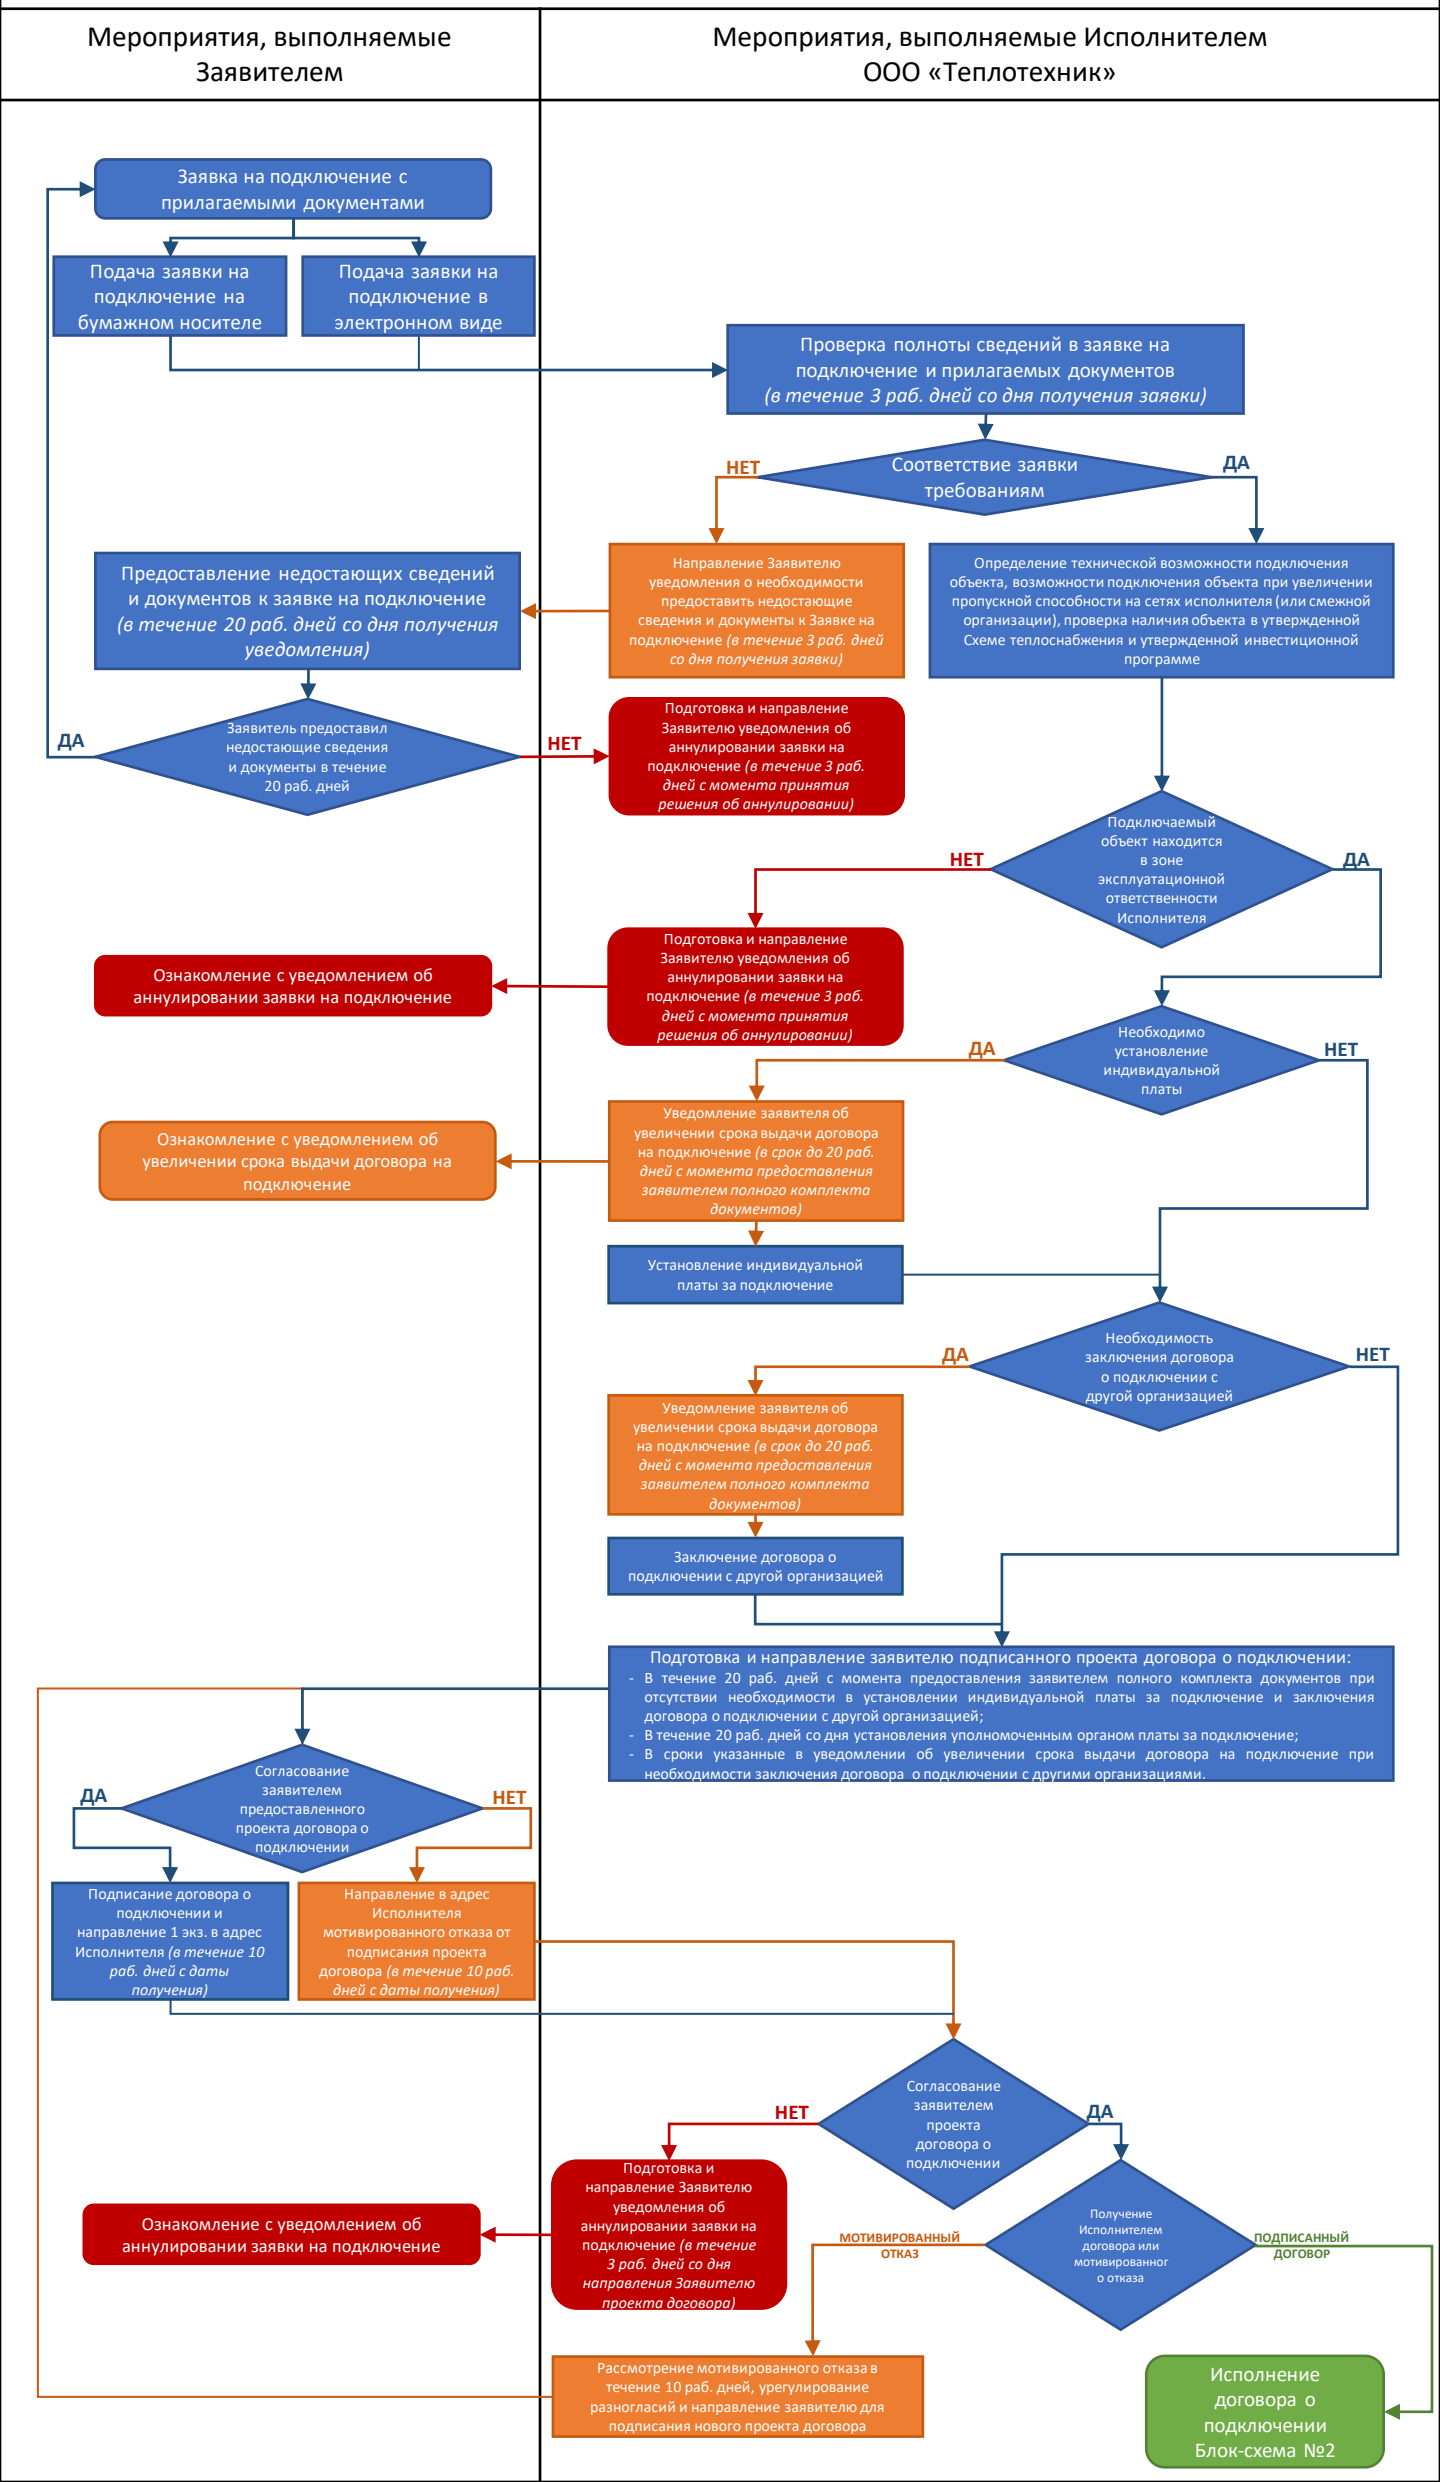 Мероприятия, выполняемые
Заявителем
Мероприятия, выполняемые Исполнителем
ООО «Теплотехник»
Заявка на подключение с
прилагаемыми документами
Подача заявки на
подключение на
бумажном носителе
Подача заявки на
подключение в
электронном виде
Проверка полноты сведений в заявке на
подключение и прилагаемых документов
(в течение 3 раб. дней со дня получения заявки)
Соответствие заявки
требованиям
НЕТ
ДА
Направление Заявителю
уведомления о необходимости
предоставить недостающие
сведения и документы к Заявке на
подключение (в течение 3 раб. дней
со дня получения заявки)
Определение технической возможности подключения
объекта, возможности подключения объекта при увеличении
пропускной способности на сетях исполнителя (или смежной
организации), проверка наличия объекта в утвержденной
Схеме теплоснабжения и утвержденной инвестиционной
программе
Предоставление недостающих сведений
и документов к заявке на подключение
(в течение 20 раб. дней со дня получения
уведомления)
Заявитель предоставил
недостающие сведения
и документы в течение
20 раб. дней
ДА
НЕТ
Подготовка и направление
Заявителю уведомления об
аннулировании заявки на
подключение (в течение 3 раб.
дней с момента принятия
решения об аннулировании)
Подключаемый
объект находится
в зоне
эксплуатационной
ответственности
Исполнителя
НЕТ
ДА
Подготовка и направление
Заявителю уведомления об
аннулировании заявки на
подключение (в течение 3 раб.
дней с момента принятия
решения об аннулировании)
Ознакомление с уведомлением об
аннулировании заявки на подключение
Необходимо
установление
индивидуальной
платы
ДА
НЕТ
Уведомление заявителя об
увеличении срока выдачи договора
на подключение (в срок до 20 раб.
дней с момента предоставления
заявителем полного комплекта
документов)
Ознакомление с уведомлением об
увеличении срока выдачи договора на
подключение
Установление индивидуальной
платы за подключение
Необходимость
заключения договора
о подключении с
другой организацией
ДА
НЕТ
Уведомление заявителя об
увеличении срока выдачи договора
на подключение (в срок до 20 раб.
дней с момента предоставления
заявителем полного комплекта
документов)
Заключение договора о
подключении с другой организацией
Подготовка и направление заявителю подписанного проекта договора о подключении:
- В течение 20 раб. дней с момента предоставления заявителем полного комплекта документов при
отсутствии необходимости в установлении индивидуальной платы за подключение и заключения
договора о подключении с другой организацией;
- В течение 20 раб. дней со дня установления уполномоченным органом платы за подключение;
- В сроки указанные в уведомлении об увеличении срока выдачи договора на подключение при
необходимости заключения договора о подключении с другими организациями.
Согласование
заявителем
предоставленного
проекта договора о
подключении
ДА
НЕТ
Подписание договора о
подключении и
направление 1 экз. в адрес
Исполнителя (в течение 10
раб. дней с даты
получения)
Направление в адрес
Исполнителя
мотивированного отказа от
подписания проекта
договора (в течение 10 раб.
дней с даты получения)
Согласование
заявителем
проекта
договора о
подключении
НЕТ
ДА
Подготовка и
направление Заявителю
уведомления об
аннулировании заявки на
подключение (в течение
3 раб. дней со дня
направления Заявителю
проекта договора)
Ознакомление с уведомлением об
аннулировании заявки на подключение
Получение
Исполнителем
договора или
мотивированног
о отказа
МОТИВИРОВАННЫЙ
ОТКАЗ
ПОДПИСАННЫЙ
ДОГОВОР
Рассмотрение мотивированного отказа в
течение 10 раб. дней, урегулирование
разногласий и направление заявителю для
подписания нового проекта договора
Исполнение
договора о
подключении
Блок-схема №2